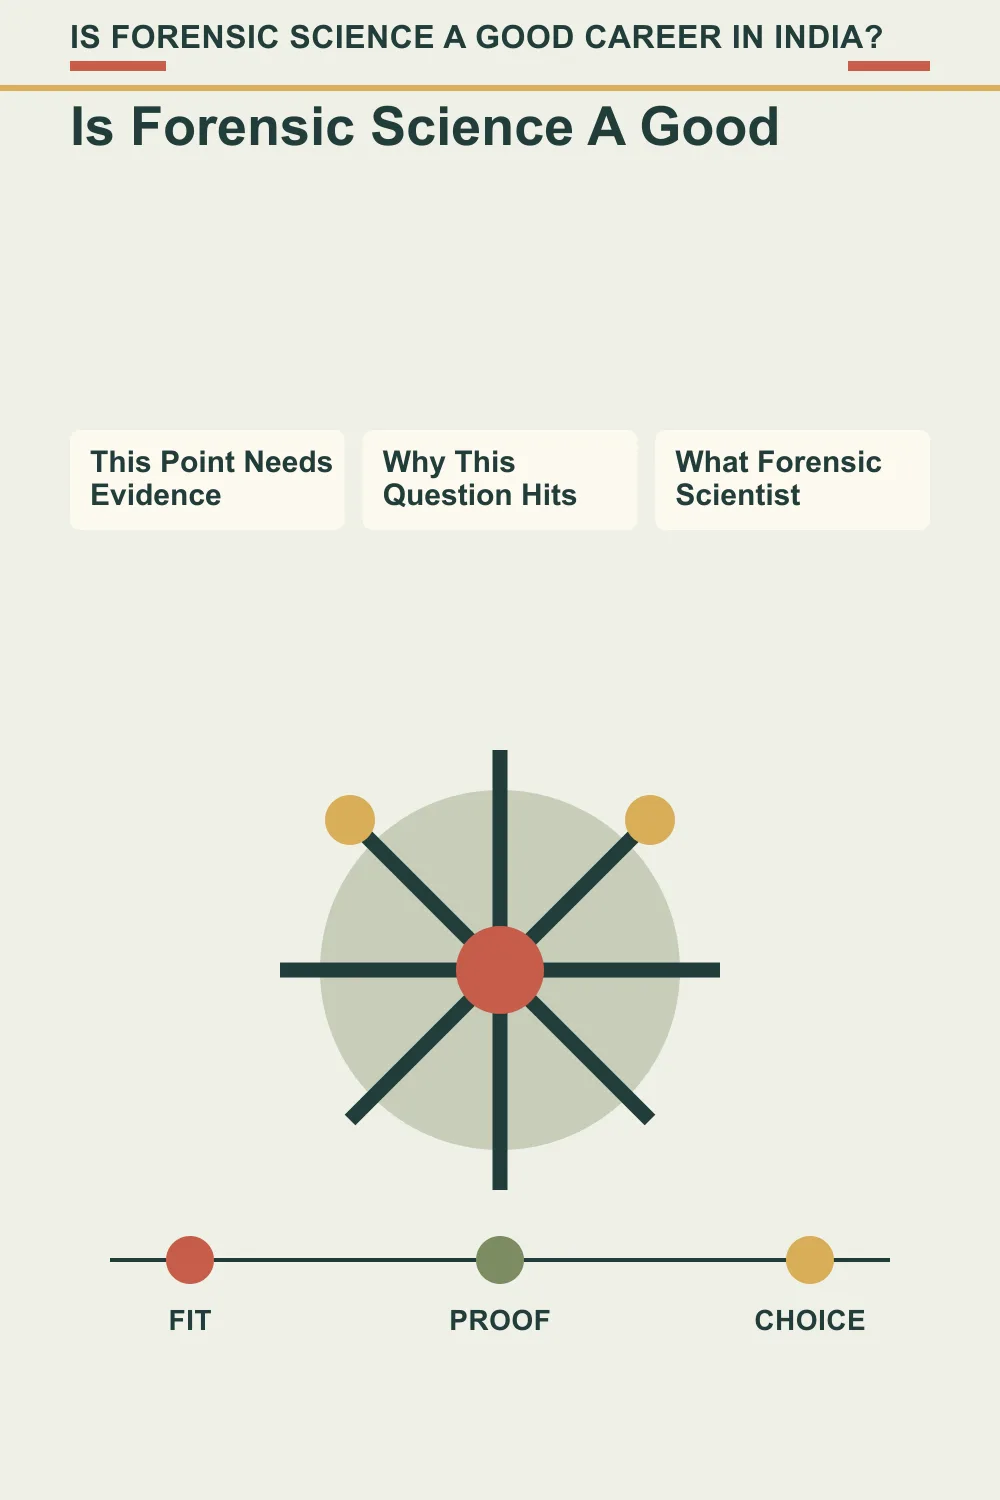 IS FORENSIC SCIENCE A GOOD CAREER IN INDIA?
Is Forensic Science A Good
This Point Needs
Evidence
Why This
Question Hits
What Forensic
Scientist
FIT
PROOF
CHOICE